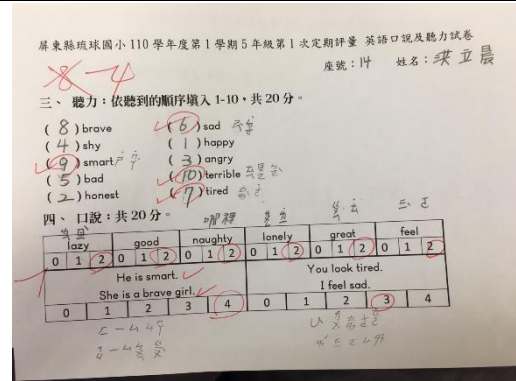 屏東縣琉球國小 110 學年度第 1 學期 5 年級第 1 次定期評量 英語口說及聽力試卷
座號：14 姓名：洪立晨
-4
三、 聽力：依聽到的順序填入 1-10，共 20 分。
( 8 ) brave ( 6 ) sad
( 4 ) shy ( 1 ) happy
( 9 ) smart ( 3 ) angry
( 5 ) bad ( 10 ) terrible
( 2 ) honest ( 7 ) tired
四、 口說：共 20 分。 哪裡
lazy good naughty lonely great feel
0 1 2 0 1 2 0 1 2 0 1 2 0 1 2 0 1 2
He is smart. You look tired.
She is a brave girl. I feel sad.
0 1 2 3 4 0 1 2 3 4